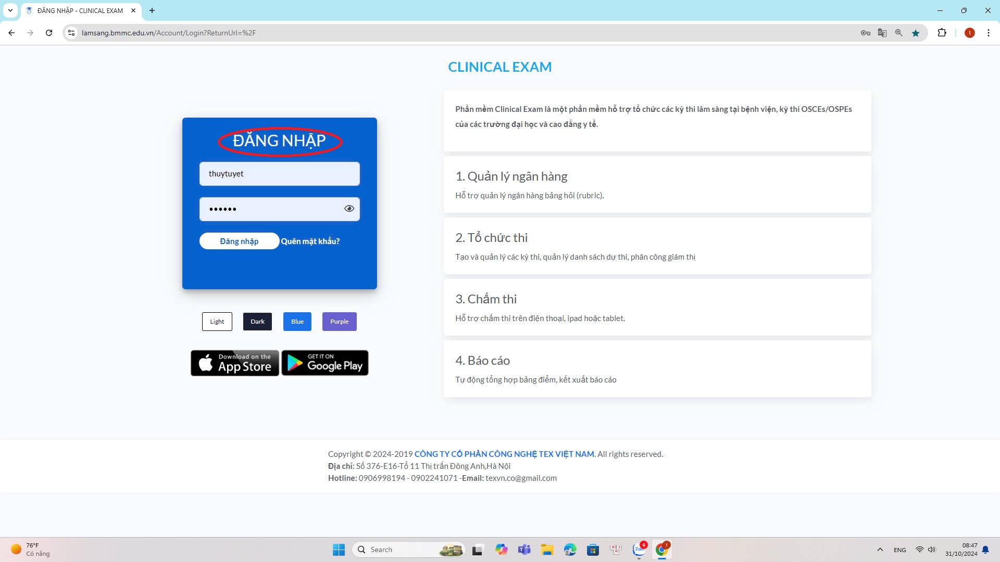 ĐĂNG NHẬP - CLINICAL EXAM
lamsang.bmmc.edu.vn/Account/Login?ReturnUrl=%2F
t
CLINICAL EXAM
Phần mềm Clinical Exam là một phần mềm hỗ trợ tổ chức các kỳ thi lâm sàng tại bệnh viện, kỳ thi OSCEs/OSPEs
của các trường đại học và cao đẳng y tế.
ĐĂNG NHẬP
thuytuyet
••••••
Đăng nhập Quên mật khẩu?
Light Dark Blue Purple
Download on the
App Store
GET IT ON
Google Play
1. Quản lý ngân hàng
Hỗ trợ quản lý ngân hàng bảng hỏi (rubric).
2. Tổ chức thi
Tạo và quản lý các kỳ thi, quản lý danh sách dự thi, phân công giám thị
3. Chấm thi
Hỗ trợ chấm thi trên điện thoại, ipad hoặc tablet.
4. Báo cáo
Tự động tổng hợp bảng điểm, kết xuất báo cáo
Copyright © 2024-2019 CÔNG TY CỔ PHẦN CÔNG NGHỆ TEX VIỆT NAM. All rights reserved.
Địa chỉ: Số 376-E16-Tổ 11 Thị trấn Đông Anh,Hà Nội
Hotline: 0906998194 - 0902241071 -Email: texvn.co@gmail.com
76°F
Có nắng
Search
Zalo
4
t
ENG
08:47
31/10/2024